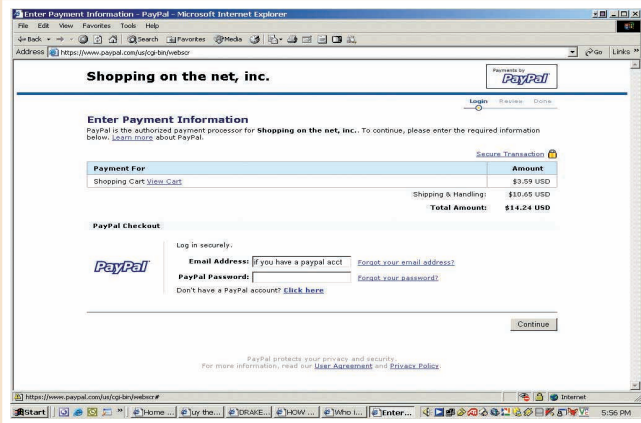 Enter Payment Information - PayPal - Microsoft Internet Explorer
File Edit View Favorites Tools Help
Back Search Favorites Media
Address https://www.paypal.com/us/cgi-bin/webscr Go Links »
Shopping on the net, inc.
Payments by
PayPal
Login Review Done
Enter Payment Information
PayPal is the authorized payment processor for Shopping on the net, inc.. To continue, please enter the required information
below. Learn more about PayPal.
Secure Transaction
Payment For Amount
Shopping Cart View Cart $3.59 USD
Shipping & Handling: $10.65 USD
Total Amount: $14.24 USD
PayPal Checkout
Log in securely.
PayPal
Email Address: if you have a paypal acct Forgot your email address?
PayPal Password: Forgot your password?
Don't have a PayPal account? Click here
Continue
PayPal protects your privacy and security.
For more information, read our User Agreement and Privacy Policy.
https://www.paypal.com/us/cgi-bin/webscr# Internet
Start » Home ... uy the... DRAKE... HOW ... Who i... Enter... 5:56 PM